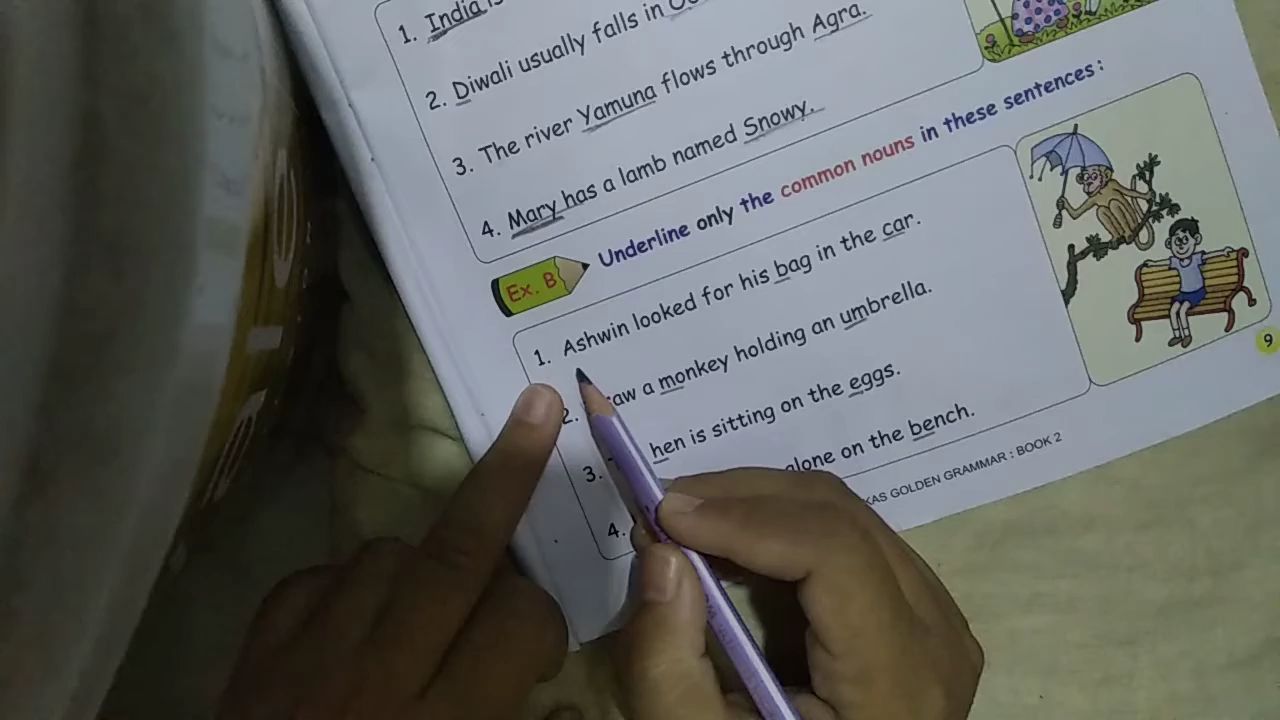 1. India is
2. Diwali usually falls in
3. The river Yamuna flows through Agra.
4. Mary has a lamb named Snowy.
Ex. B Underline only the common nouns in these sentences:
1. Ashwin looked for his bag in the car.
2. aw a monkey holding an umbrella.
3. hen is sitting on the eggs.
4. alone on the bench.
KAS GOLDEN GRAMMAR : BOOK 2
9